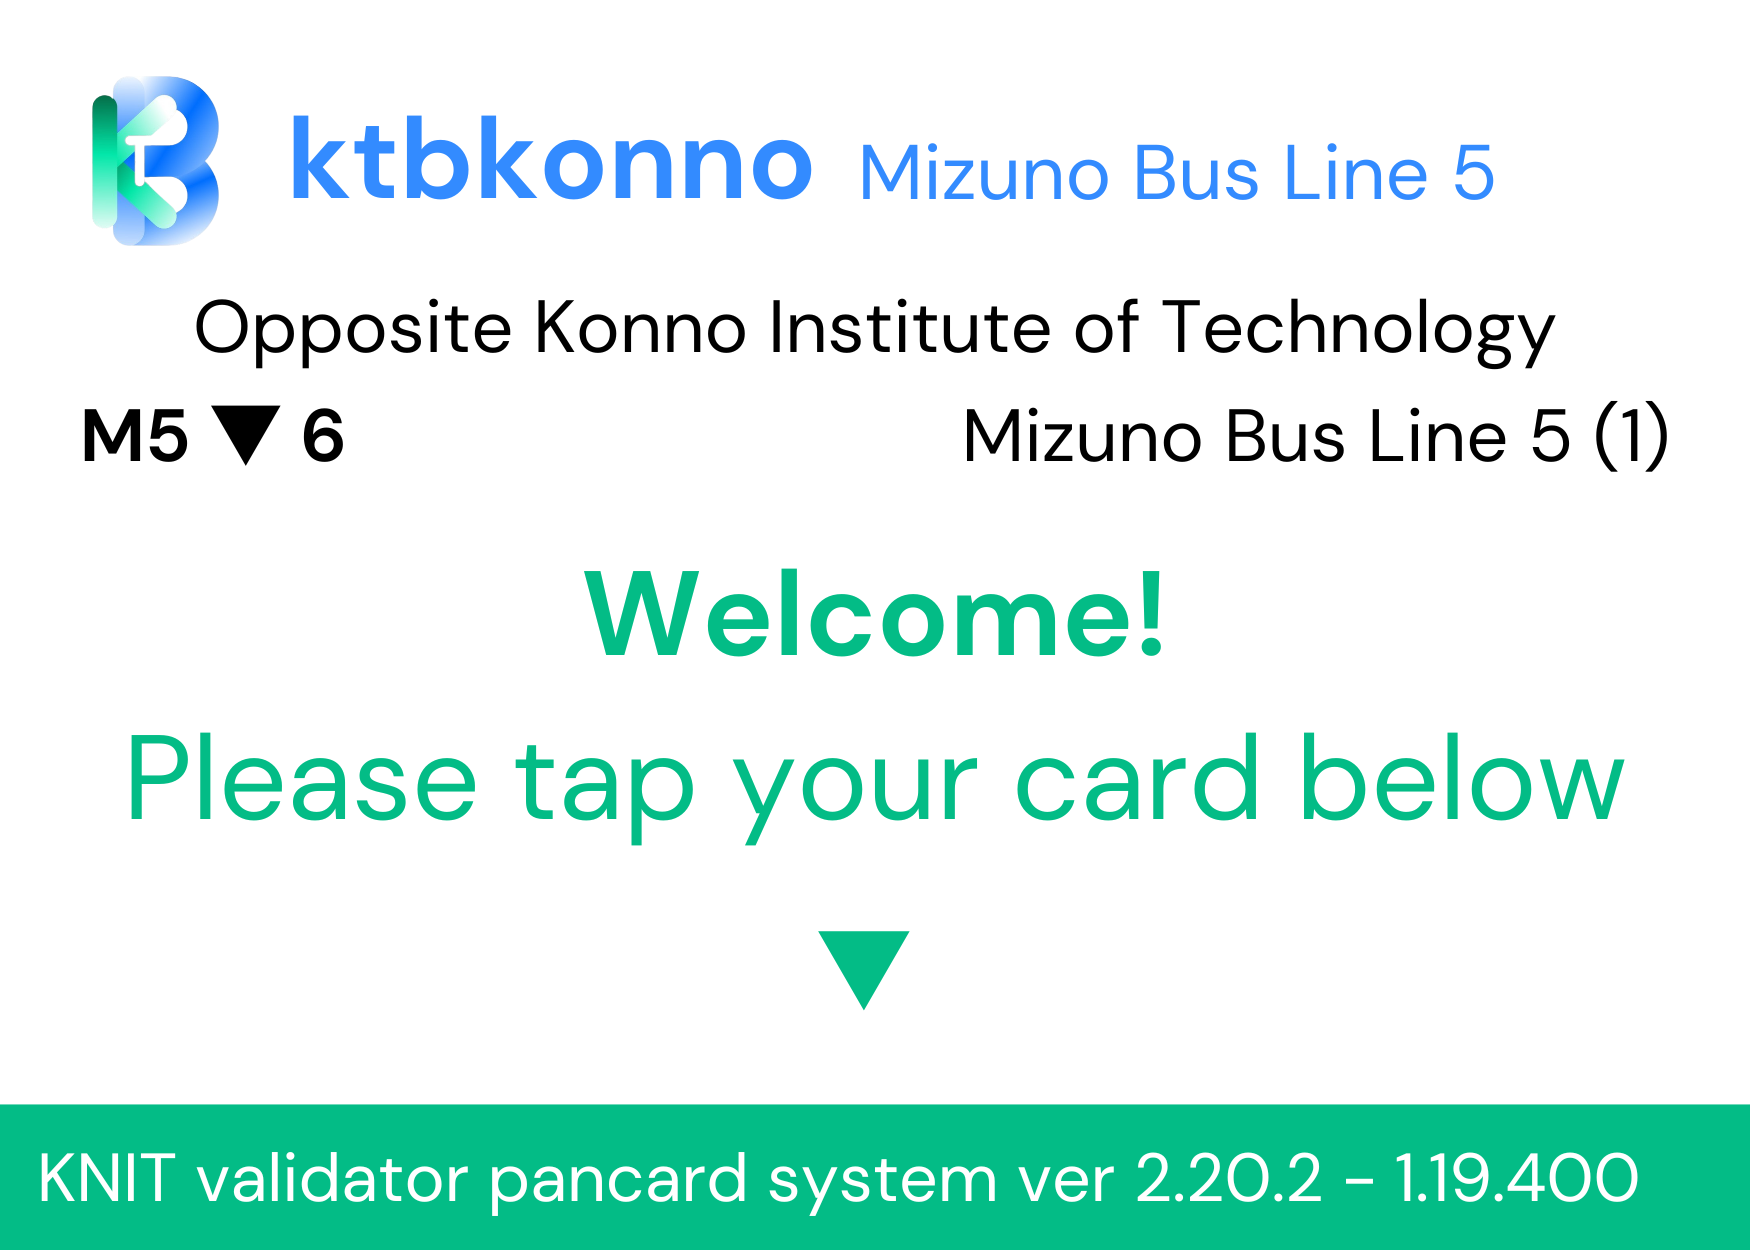 ktbkonno Mizuno Bus Line 5
Opposite Konno Institute of Technology
M5 ▼ 6 Mizuno Bus Line 5 (1)
Welcome!
Please tap your card below
▼
KNIT validator pancard system ver 2.20.2 - 1.19.400